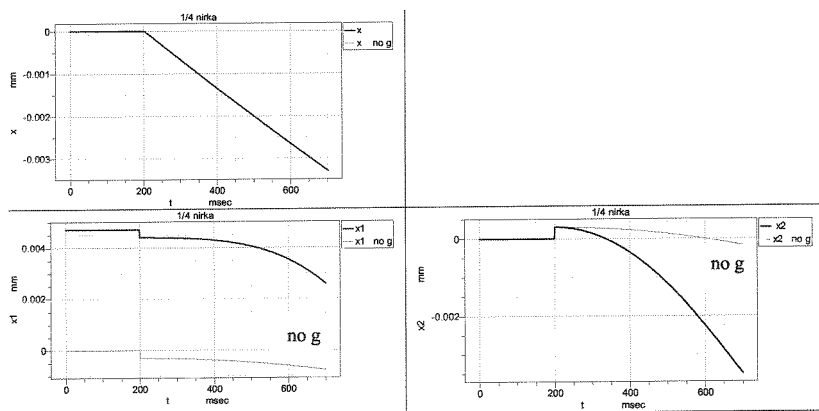 1/4 nirka
x
x no g
0
-0.001
-0.002
-0.003
mm
x
0 200 400 600
t msec
1/4 nirka
x1
x1 no g
0.004
0.002
0
mm
x1
no g
0 200 400 600
t msec
1/4 nirka
x2
x2 no g
0
-0.002
mm
x2
no g
0 200 400 600
t msec